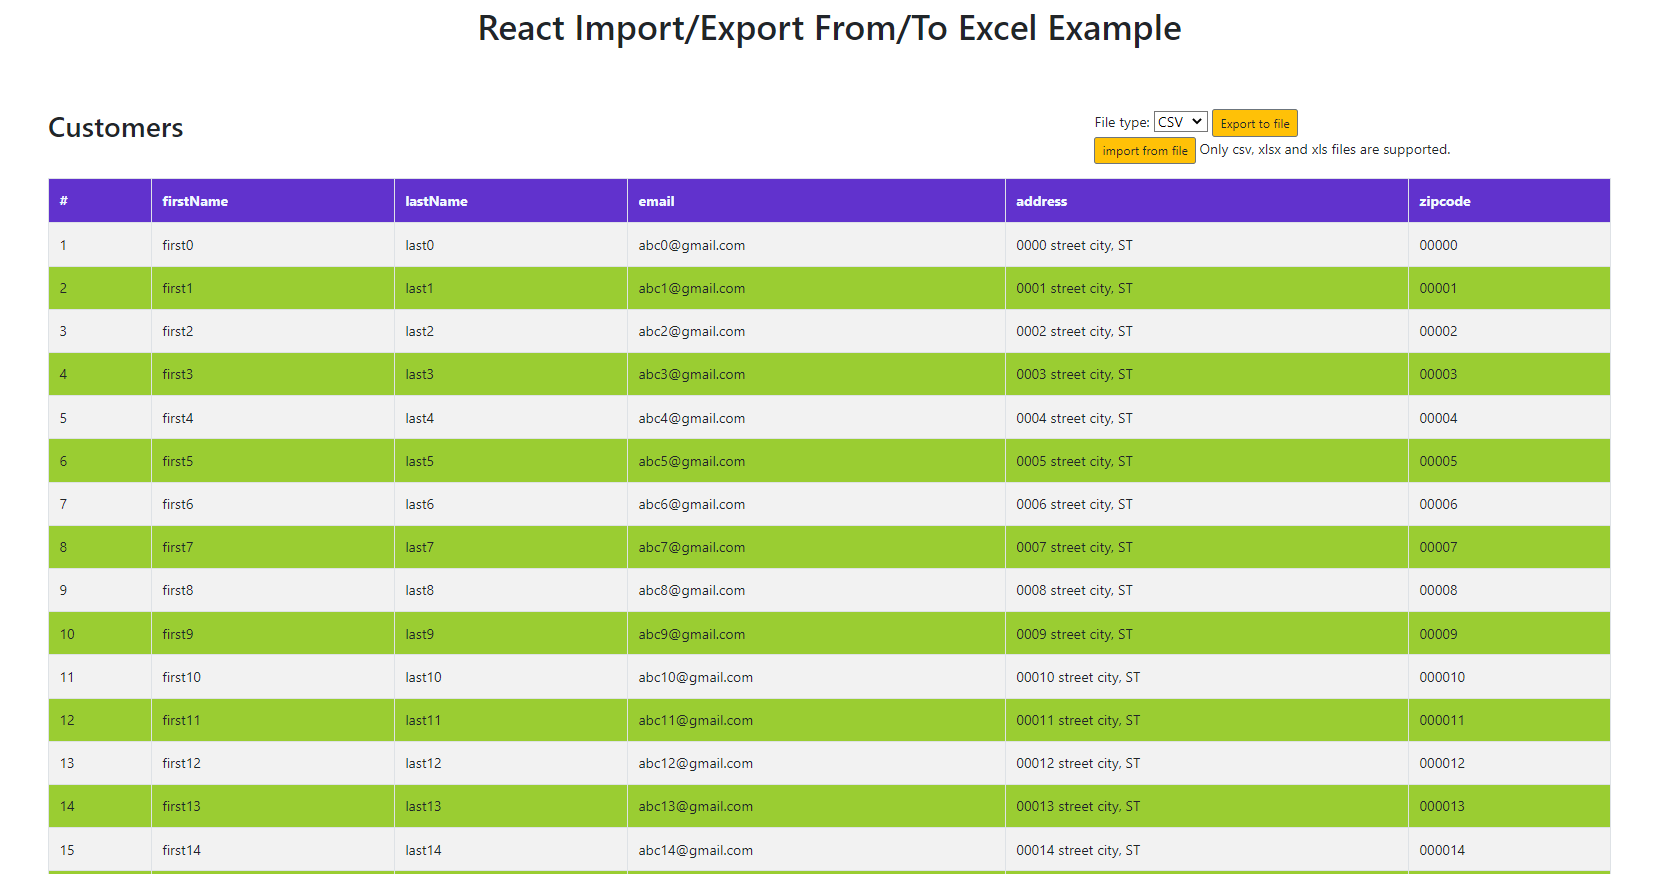 React Import/Export From/To Excel Example
Customers
File type: CSV Export to file
import from file Only csv, xlsx and xls files are supported.
# firstName lastName email address zipcode
1 first0 last0 abc0@gmail.com 0000 street city, ST 00000
2 first1 last1 abc1@gmail.com 0001 street city, ST 00001
3 first2 last2 abc2@gmail.com 0002 street city, ST 00002
4 first3 last3 abc3@gmail.com 0003 street city, ST 00003
5 first4 last4 abc4@gmail.com 0004 street city, ST 00004
6 first5 last5 abc5@gmail.com 0005 street city, ST 00005
7 first6 last6 abc6@gmail.com 0006 street city, ST 00006
8 first7 last7 abc7@gmail.com 0007 street city, ST 00007
9 first8 last8 abc8@gmail.com 0008 street city, ST 00008
10 first9 last9 abc9@gmail.com 0009 street city, ST 00009
11 first10 last10 abc10@gmail.com 00010 street city, ST 000010
12 first11 last11 abc11@gmail.com 00011 street city, ST 000011
13 first12 last12 abc12@gmail.com 00012 street city, ST 000012
14 first13 last13 abc13@gmail.com 00013 street city, ST 000013
15 first14 last14 abc14@gmail.com 00014 street city, ST 000014